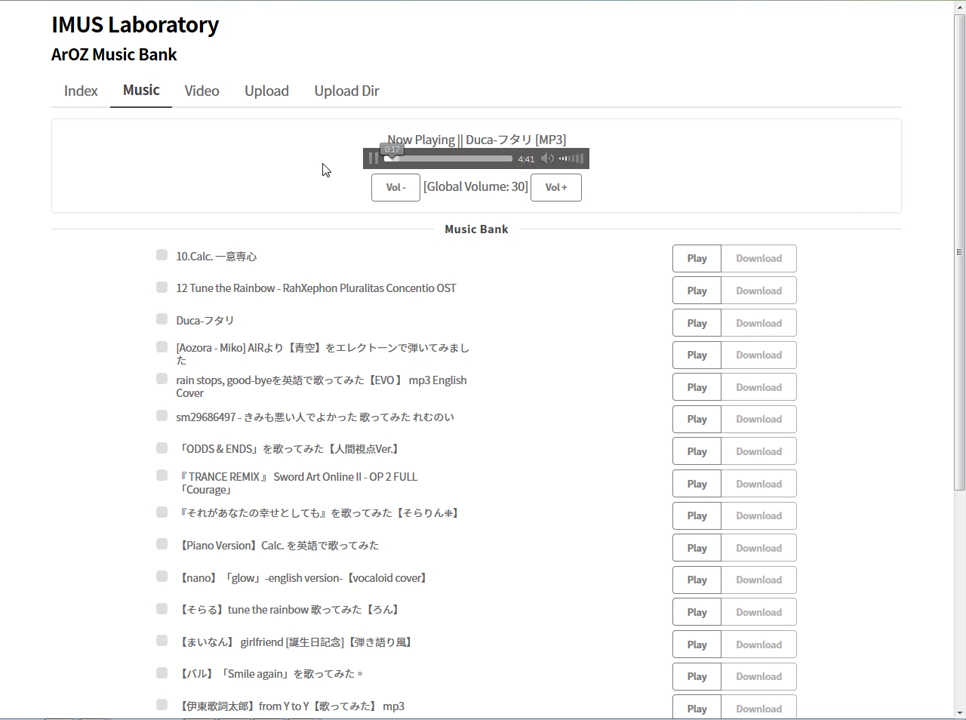 IMUS Laboratory
ArOZ Music Bank
Index Music Video Upload Upload Dir
Now Playing || Duca-フタリ [MP3]
0:17
4:41
Vol - [Global Volume: 30] Vol +
Music Bank
10.Calc. 一意専心 Play Download
12 Tune the Rainbow - RahXephon Pluralitas Concentio OST Play Download
Duca-フタリ Play Download
[Aozora - Miko] AIRより【青空】をエレクトーンで弾いてみまし
た Play Download
rain stops, good-byeを英語で歌ってみた【EVO 】 mp3 English
Cover Play Download
sm29686497 - きみも悪い人でよかった 歌ってみた れむのい Play Download
「ODDS & ENDS」を歌ってみた【人間視点Ver.】 Play Download
『 TRANCE REMIX 』 Sword Art Online II - OP 2 FULL
「Courage」 Play Download
『それがあなたの幸せとしても』を歌ってみた【そらりん❈】 Play Download
【Piano Version】Calc. を英語で歌ってみた Play Download
【nano】「glow」-english version-【vocaloid cover】 Play Download
【そらる】tune the rainbow 歌ってみた【ろん】 Play Download
【まいなん】 girlfriend [誕生日記念]【弾き語り風】 Play Download
【バル】「Smile again」を歌ってみた。 Play Download
【伊東歌詞太郎】from Y to Y【歌ってみた】 mp3 Play Download